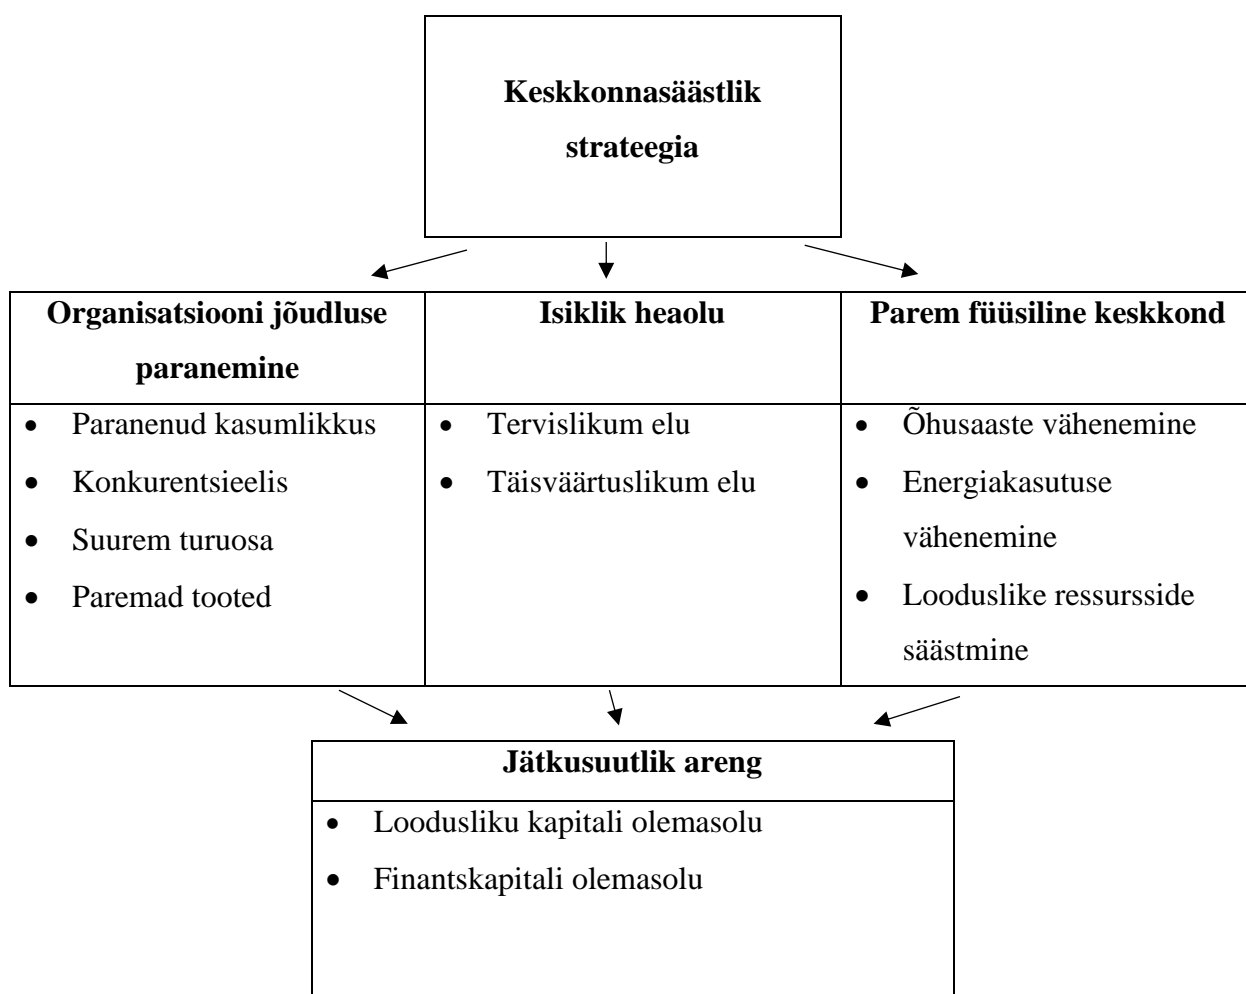 Keskkonnasäästlik
strateegia
Organisatsiooni jõudluse
paranemine
Isiklik heaolu
Parem füüsiline keskkond
• Paranenud kasumlikkus
• Konkurentsieelis
• Suurem turuosa
• Paremad tooted
• Tervislikum elu
• Täisväärtuslikum elu
• Õhusaaste vähenemine
• Energiakasutuse
vähenemine
• Looduslike ressursside
säästmine
Jätkusuutlik areng
• Loodusliku kapitali olemasolu
• Finantskapitali olemasolu